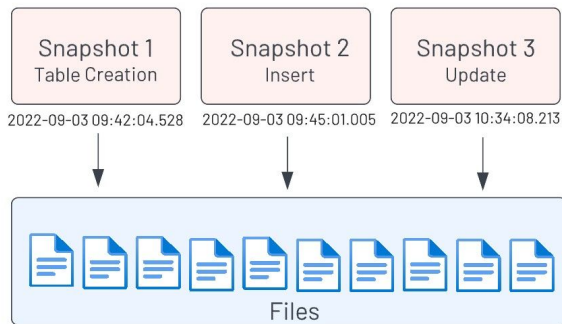 Snapshot 1
Table Creation
Snapshot 2
Insert
Snapshot 3
Update
2022-09-03 09:42:04.528
2022-09-03 09:45:01.005
2022-09-03 10:34:08.213
Files